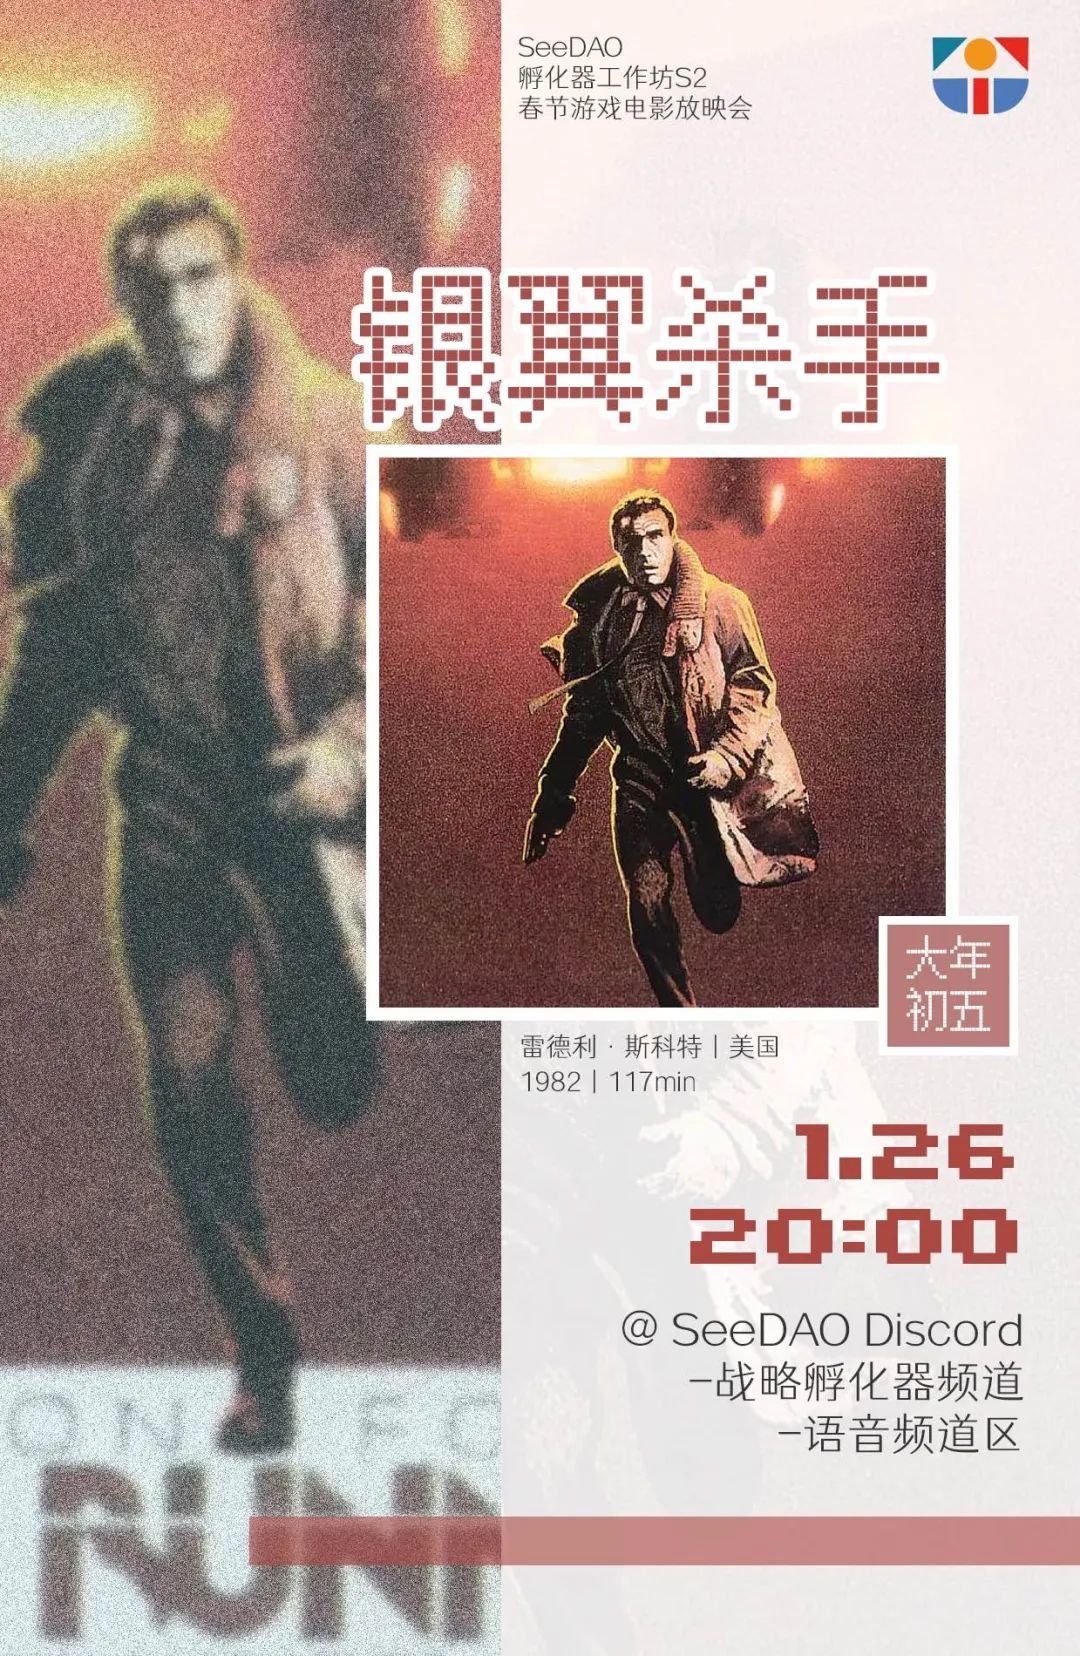 SeeDAO
孵化器工作坊S2
春节游戏电影放映会
银翼杀手
大年
初五
雷德利·斯科特 | 美国
1982 | 117min
1.26
20:00
@ SeeDAO Discord
-战略孵化器频道
-语音频道区
RUNN